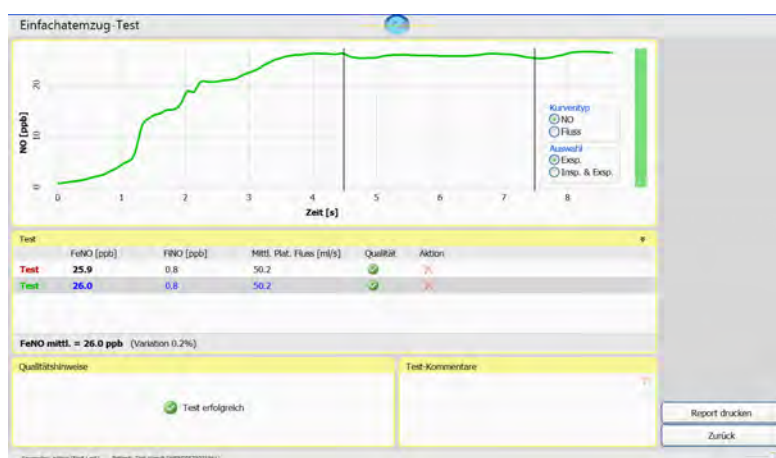 Einfachatemzug-Test
NO [ppb]
20
10
0
0 1 2 3 4 5 6 7 8
Zeit [s]
Kurventyp
NO
Fluss
Auswahl
Exsp.
Insp. & Exsp.
Test
FeNO [ppb] FiNO [ppb] Mittl. Plat. Fluss [ml/s] Qualität Aktion
Test 25.9 0.8 50.2
Test 26.0 0.8 50.2
FeNO mittl. = 26.0 ppb (Variation 0.2%)
Qualitätshinweise
Test erfolgreich
Test-Kommentare
Report drucken
Zurück